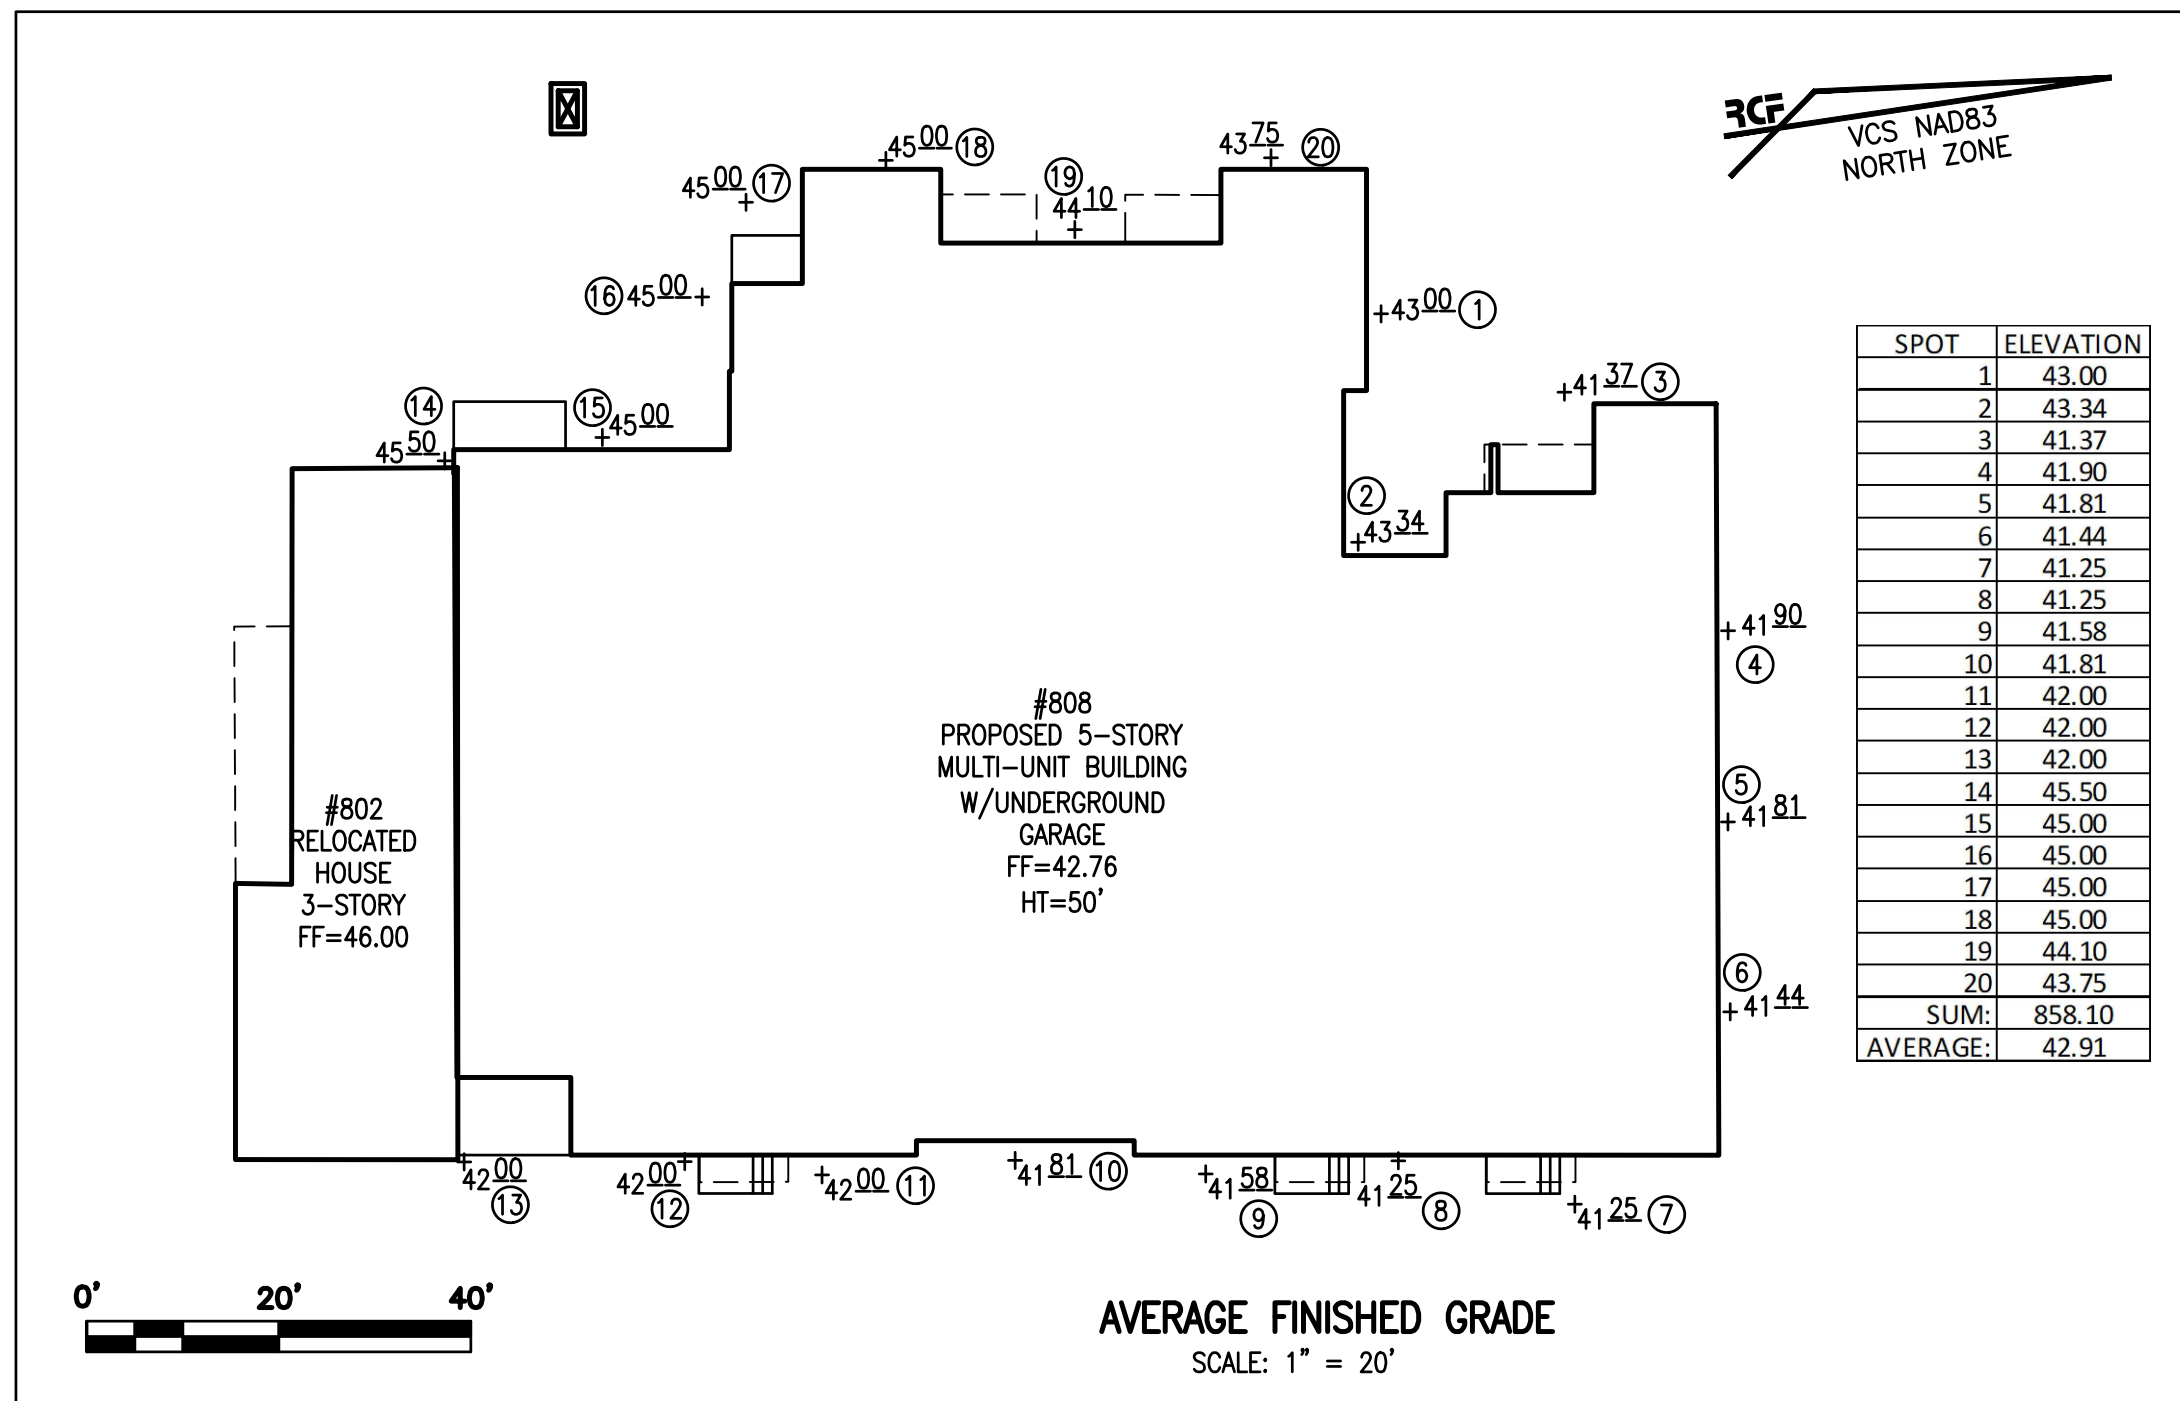 RCF
VCS NAD83
NORTH ZONE
45 00 18
43 75 20
45 00 17
19
44 10
16 45 00
43 00 1
14
15
45 00
45 50
41 37 3
2
43 34
41 90
4
5
41 81
6
41 44
#808
PROPOSED 5-STORY
MULTI-UNIT BUILDING
W/UNDERGROUND
GARAGE
FF=42.76
HT=50'
#802
RELOCATED
HOUSE
3-STORY
FF=46.00
42 00
13
42 00
12
42 00 11
41 81 10
41 58
9
41 25
8
41 25 7
SPOT ELEVATION
1 43.00
2 43.34
3 41.37
4 41.90
5 41.81
6 41.44
7 41.25
8 41.25
9 41.58
10 41.81
11 42.00
12 42.00
13 42.00
14 45.50
15 45.00
16 45.00
17 45.00
18 45.00
19 44.10
20 43.75
SUM: 858.10
AVERAGE: 42.91
0' 20' 40'
AVERAGE FINISHED GRADE
SCALE: 1" = 20'